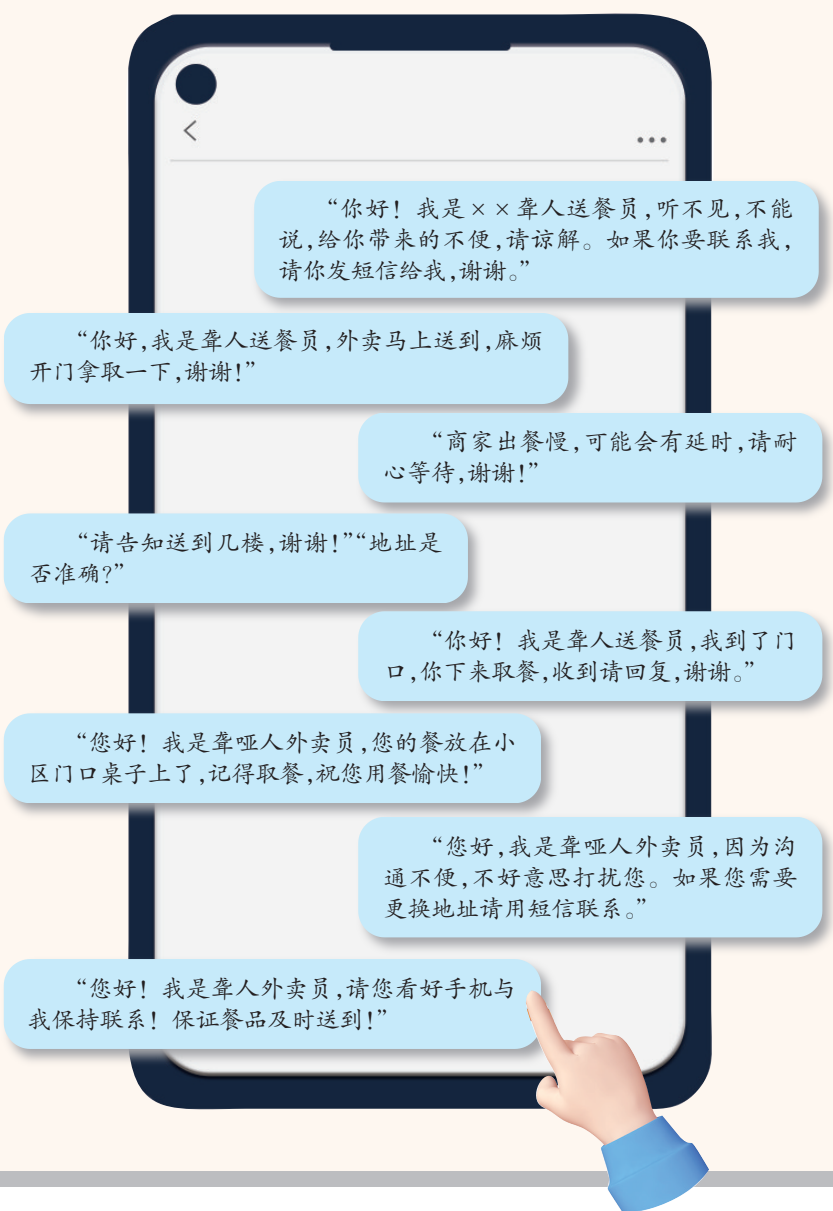 “你好！我是××聋人送餐员，听不见，不能
说，给你带来的不便，请谅解。如果你要联系我，
请你发短信给我，谢谢。”
“你好，我是聋人送餐员，外卖马上送到，麻烦
开门拿取一下，谢谢！”
“商家出餐慢，可能会有延时，请耐
心等待，谢谢！”
“请告知送到几楼，谢谢！”“地址是
否准确？”
“你好！我是聋人送餐员，我到了门
口，你下来取餐，收到请回复，谢谢。”
“您好！我是聋哑人外卖员，您的餐放在小
区门口桌子上了，记得取餐，祝您用餐愉快！”
“您好，我是聋哑人外卖员，因为沟
通不便，不好意思打扰您。如果您需要
更换地址请用短信联系。”
“您好！我是聋人外卖员，请您看好手机与
我保持联系！保证餐品及时送到！”